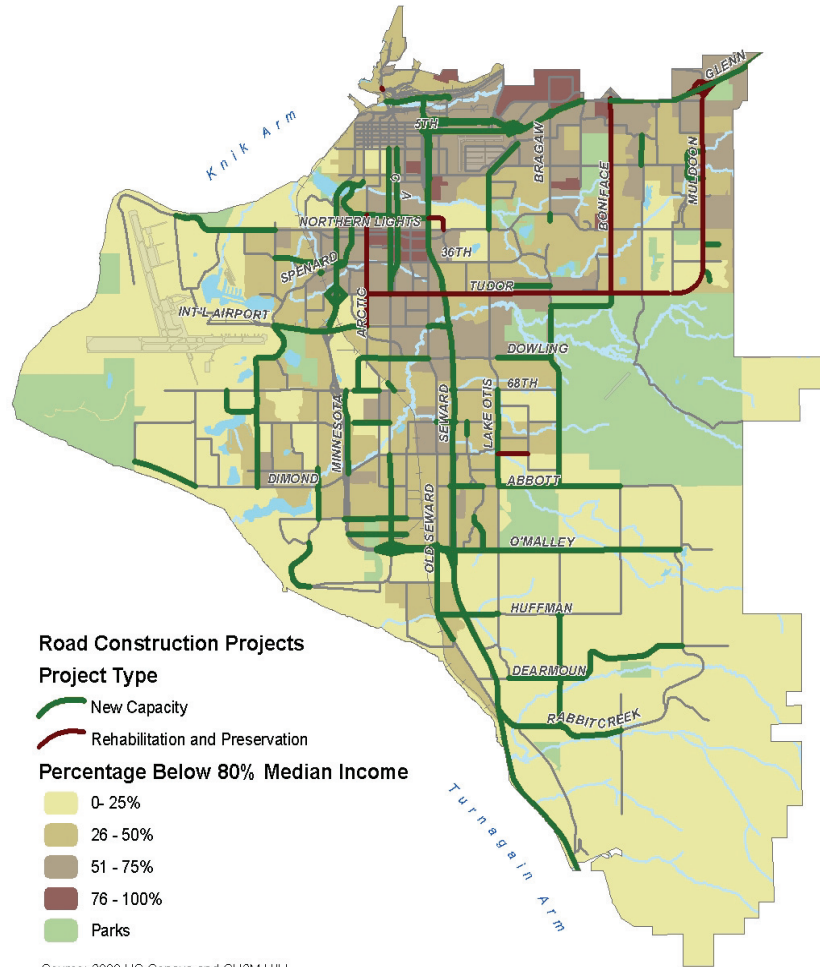 GLENN
Knik Arm
5TH
BRAGAW
BONIFACE
MULDOON
C
A
NORTHERN LIGHTS
36TH
SPENARD
TUDOR
INT'L AIRPORT
ARCTIC
DOWLING
68TH
MINNESOTA
SEWARD
LAKE OTIS
DIMOND
ABBOTT
OLD SEWARD
O'MALLEY
HUFFMAN
DEARMOUN
RABBITCREEK
Turnagain Arm
Road Construction Projects
Project Type
New Capacity
Rehabilitation and Preservation
Percentage Below 80% Median Income
0- 25%
26 - 50%
51 - 75%
76 - 100%
Parks